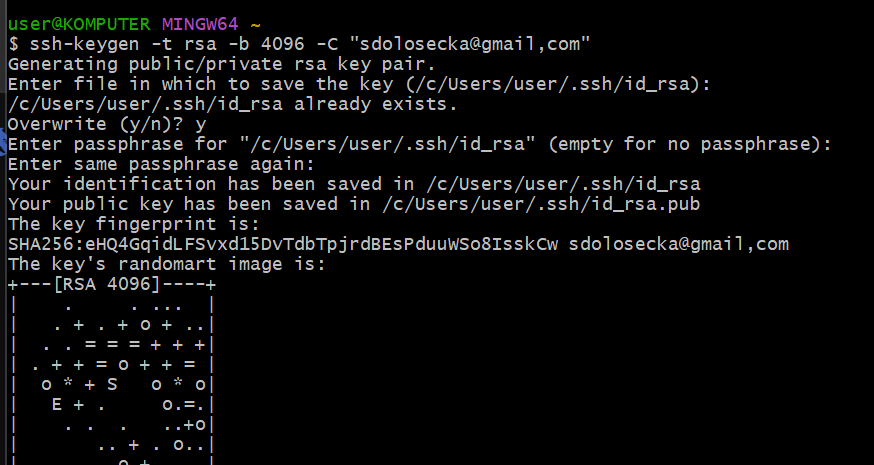 user@KOMPUTER MINGW64 ~
$ ssh-keygen -t rsa -b 4096 -C "sdolosecka@gmail,com"
Generating public/private rsa key pair.
Enter file in which to save the key (/c/Users/user/.ssh/id_rsa):
/c/Users/user/.ssh/id_rsa already exists.
Overwrite (y/n)? y
Enter passphrase for "/c/Users/user/.ssh/id_rsa" (empty for no passphrase):
Enter same passphrase again:
Your identification has been saved in /c/Users/user/.ssh/id_rsa
Your public key has been saved in /c/Users/user/.ssh/id_rsa.pub
The key fingerprint is:
SHA256:eHQ4GqidLFSvxd15DvTdbTpjrdBEsPduuWSo8IsskCw sdolosecka@gmail,com
The key's randomart image is:
+---[RSA 4096]----+
|    .     . ...  |
|   . + . + o + ..|
|  . . = = = + + +|
| . + + = o + + = |
|  o * + S   o * o|
|   E + .     o.=.|
|    . .  .   ..+o|
|       .. + . o..|
|         o +     |